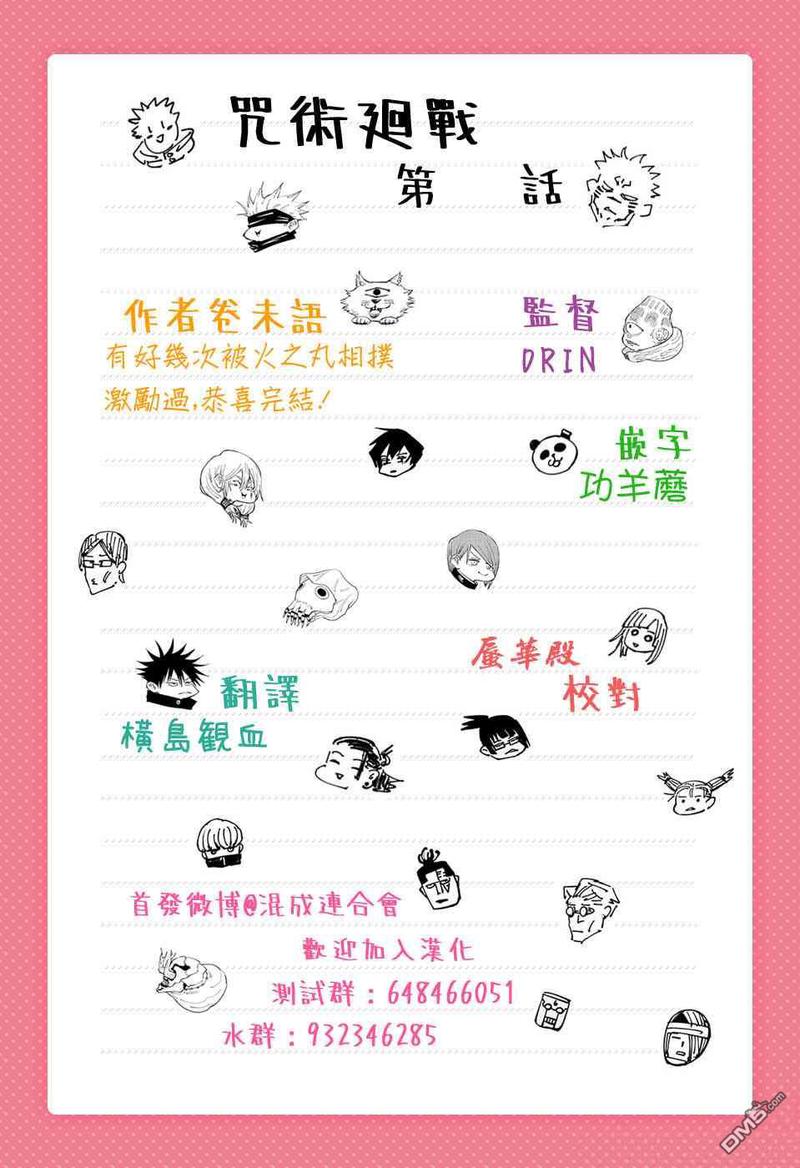 咒術廻戰
第 話
作者卷末語
有好幾次被火之丸相撲
激勵過,恭喜完結!
監督
DRIN
嵌字
功羊蘑
蜃華殿
校對
翻譯
橫島観血
首發微博@混成連合會
歡迎加入漢化
測試群：648466051
水群：932346285
DM5.com